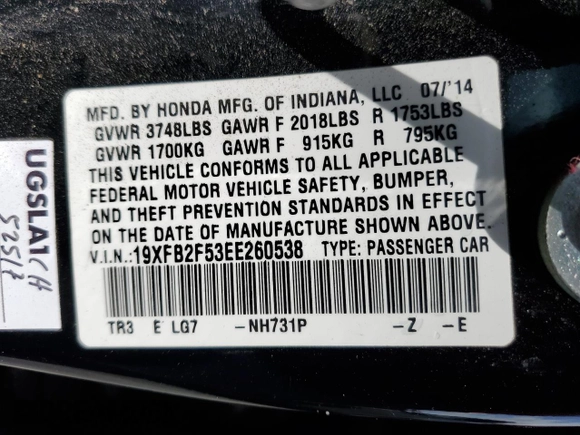 MFD. BY HONDA MFG. OF INDIANA, LLC 07/'14
GVWR 3748LBS GAWR F 2018LBS R 1753LBS
GVWR 1700KG GAWR F 915KG R 795KG
THIS VEHICLE CONFORMS TO ALL APPLICABLE
FEDERAL MOTOR VEHICLE SAFETY, BUMPER,
AND THEFT PREVENTION STANDARDS IN EFFECT
ON THE DATE OF MANUFACTURE SHOWN ABOVE.
V.I.N.:19XFB2F53EE260538 TYPE: PASSENGER CAR
TR3 E LG7 -NH731P -Z -E
UGSLA1